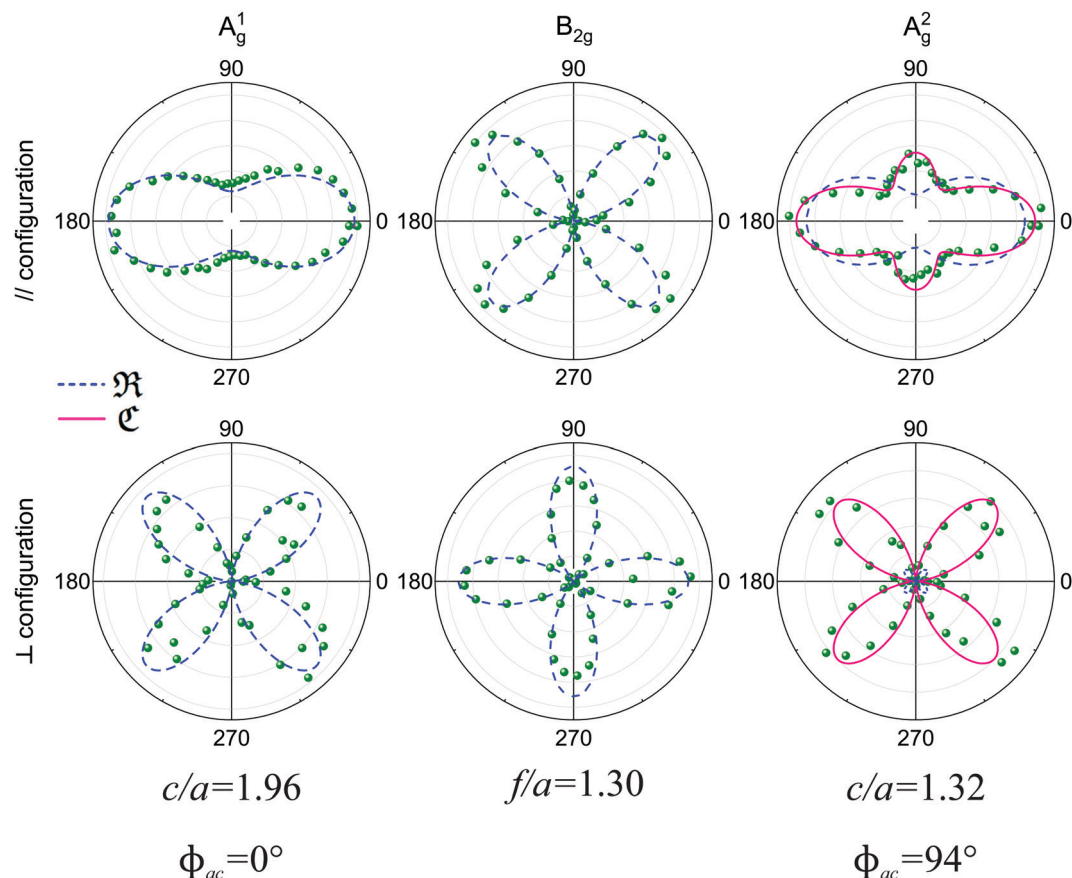 A¹g B₂g A²g
90 90 90
// configuration
180 0 180 0 180 0
270 270 270
ℜ
ℭ
90 90 90
⊥ configuration
180 0 180 0 180 0
270 270 270
c/a=1.96 f/a=1.30 c/a=1.32
ϕac=0° ϕac=94°